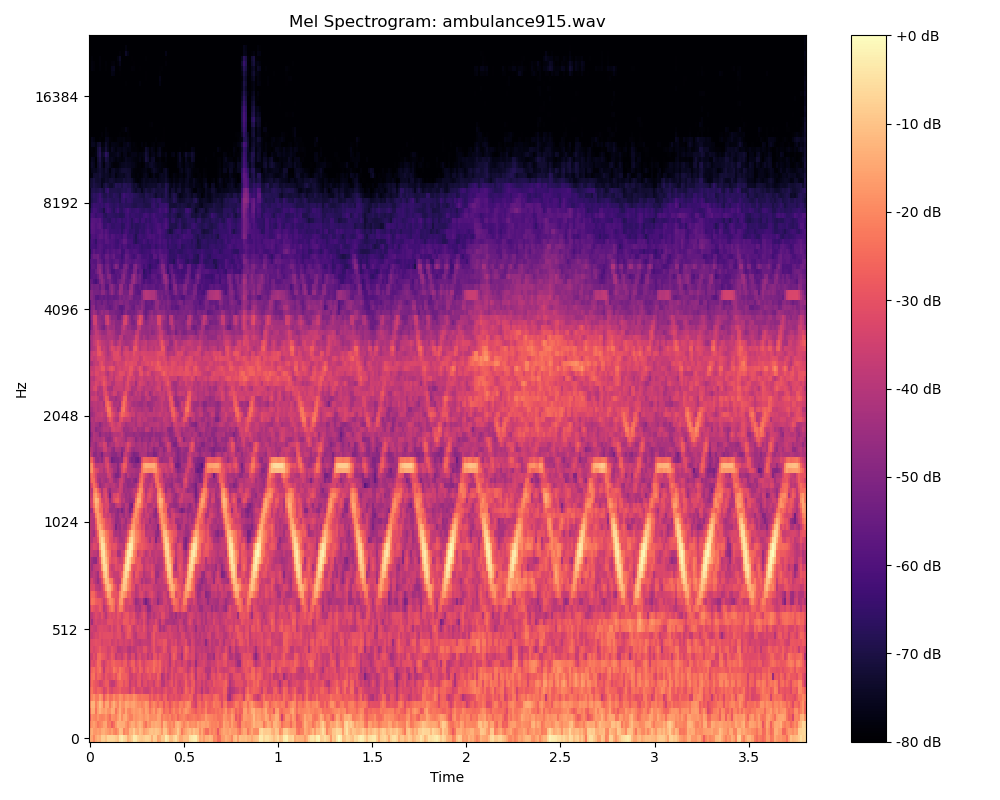 Mel Spectrogram: ambulance915.wav
Hz
16384
8192
4096
2048
1024
512
0
0
0.5
1
1.5
2
2.5
3
3.5
Time
+0 dB
-10 dB
-20 dB
-30 dB
-40 dB
-50 dB
-60 dB
-70 dB
-80 dB